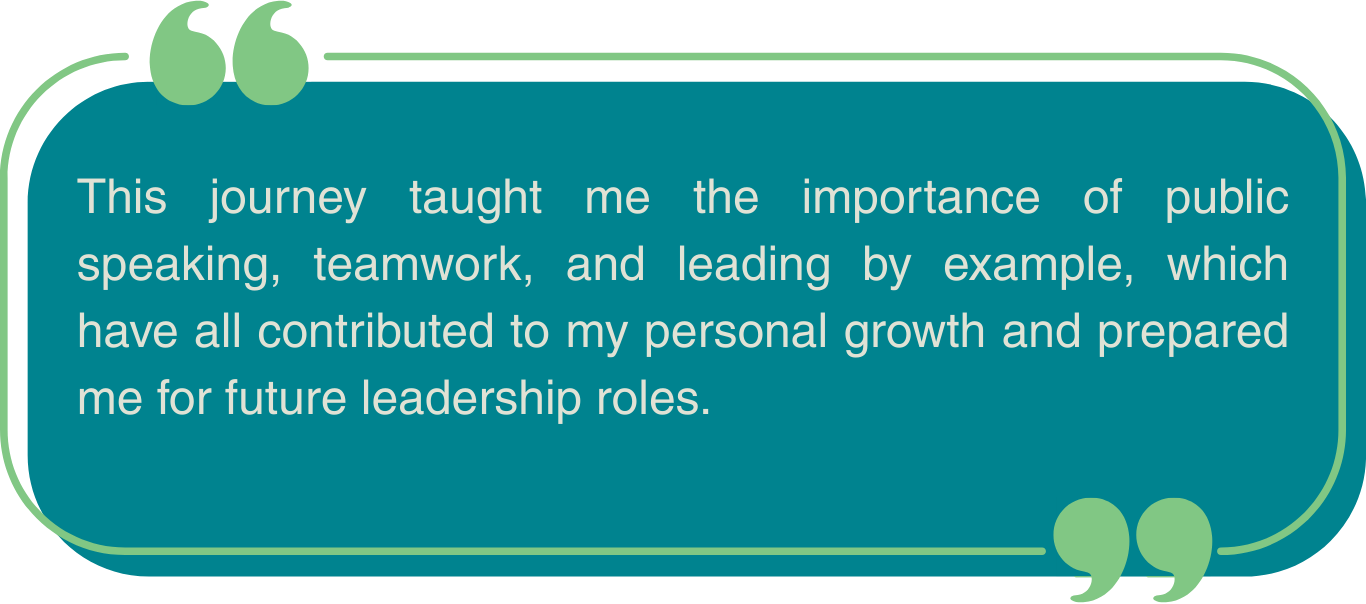 This journey taught me the importance of public
speaking, teamwork, and leading by example, which
have all contributed to my personal growth and prepared
me for future leadership roles.